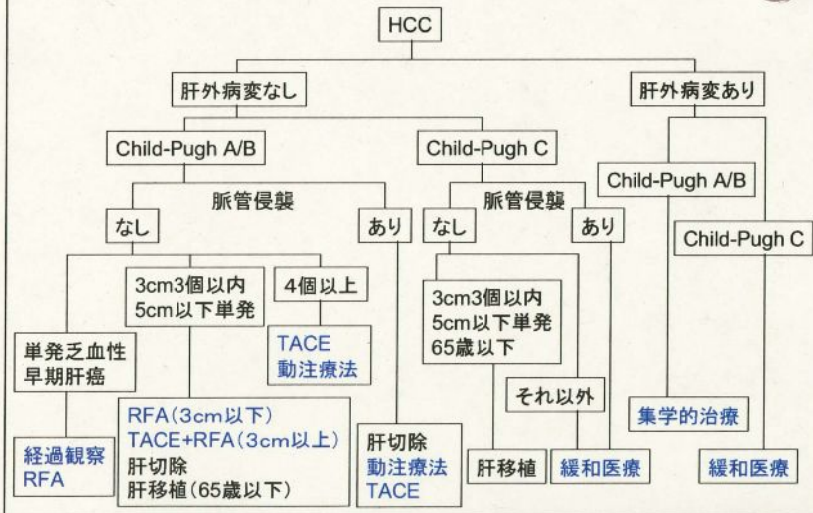 HCC
肝外病変なし
肝外病変あり
Child-Pugh A/B
Child-Pugh C
Child-Pugh A/B
Child-Pugh C
脈管侵襲
なし
あり
脈管侵襲
なし
あり
単発乏血性
早期肝癌
3cm3個以内
5cm以下単発
4個以上
TACE
動注療法
3cm3個以内
5cm以下単発
65歳以下
それ以外
経過観察
RFA
RFA(3cm以下)
TACE+RFA(3cm以上)
肝切除
肝移植(65歳以下)
肝切除
動注療法
TACE
肝移植
緩和医療
集学的治療
緩和医療